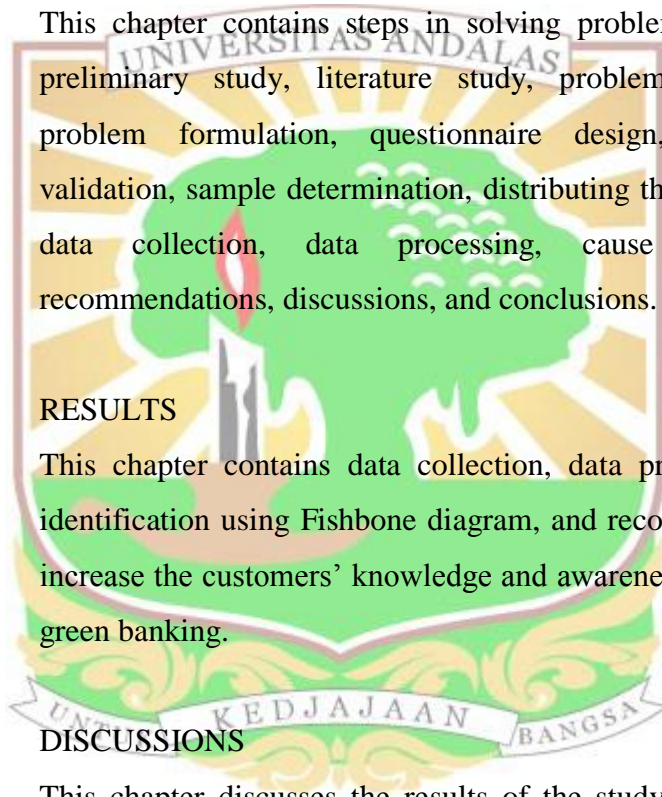 This chapter contains steps in solving proble
UNIVERSITAS ANDALAS
preliminary study, literature study, problem
problem formulation, questionnaire design,
validation, sample determination, distributing th
data collection, data processing, cause
recommendations, discussions, and conclusions.
RESULTS
This chapter contains data collection, data p
identification using Fishbone diagram, and reco
increase the customers’ knowledge and awarene
green banking.
KEDJAJAAN BANGSA
DISCUSSIONS
This chapter discusses the results of the study